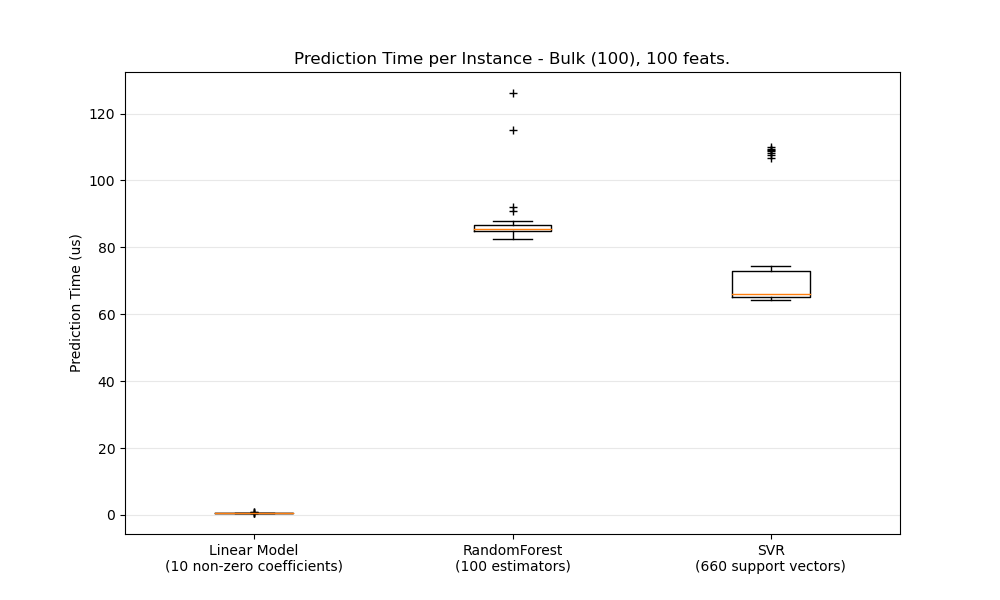 Prediction Time per Instance - Bulk (100), 100 feats.
Prediction Time (us)
120
100
80
60
40
20
0
Linear Model
(10 non-zero coefficients)
RandomForest
(100 estimators)
SVR
(660 support vectors)